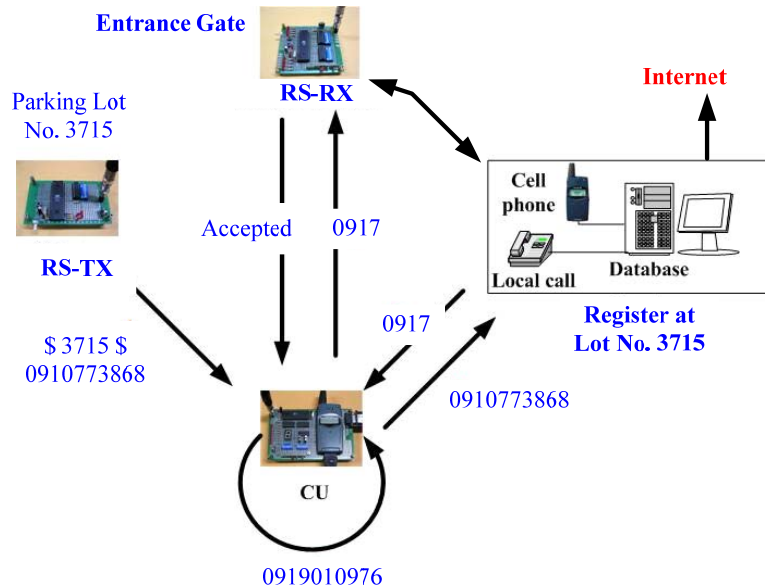 Entrance Gate
RS-RX
Internet
Parking Lot
No. 3715
Cell
phone
Accepted
0917
RS-TX
Local call
Database
Register at
Lot No. 3715
0917
$ 3715 $
0910773868
0910773868
CU
0919010976